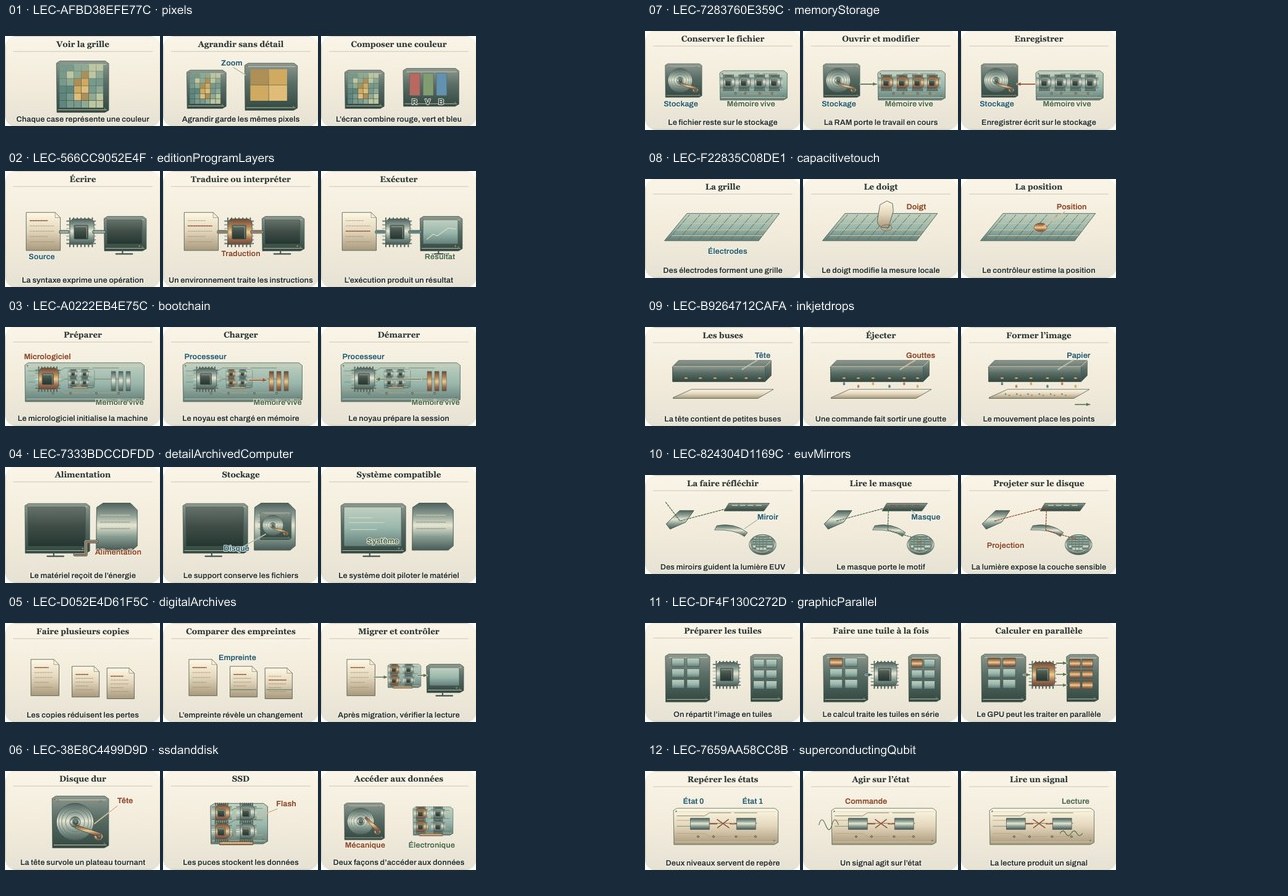 01 · LEC-AFBD38EFE77C · pixels
Voir la grille
Chaque case représente une couleur
Agrandir sans détail
Zoom
Agrandir garde les mêmes pixels
Composer une couleur
R V B
L'écran combine rouge, vert et bleu
02 · LEC-566CC9052E4F · editionProgramLayers
Écrire
Source
La syntaxe exprime une opération
Traduire ou interpréter
Traduction
Un environnement traite les instructions
Exécuter
Résultat
L'exécution produit un résultat
03 · LEC-A0222EB4E75C · bootchain
Préparer
Micrologiciel
Mémoire vive
Le micrologiciel initialise la machine
Charger
Processeur
Mémoire vive
Le noyau est chargé en mémoire
Démarrer
Processeur
Mémoire vive
Le noyau prépare la session
04 · LEC-7333BDCCDFDD · detailArchivedComputer
Alimentation
Alimentation
Le matériel reçoit de l'énergie
Stockage
Disque
Le support conserve les fichiers
Système compatible
Système
Le système doit piloter le matériel
05 · LEC-D052E4D61F5C · digitalArchives
Faire plusieurs copies
Les copies réduisent les pertes
Comparer des empreintes
Empreinte
L'empreinte révèle un changement
Migrer et contrôler
Après migration, vérifier la lecture
06 · LEC-38E8C4499D9D · ssdanddisk
Disque dur
Tête
La tête survole un plateau tournant
SSD
Flash
Les puces stockent les données
Accéder aux données
Mécanique
Électronique
Deux façons d'accéder aux données
07 · LEC-7283760E359C · memoryStorage
Conserver le fichier
Stockage
Mémoire vive
Le fichier reste sur le stockage
Ouvrir et modifier
Stockage
Mémoire vive
La RAM porte le travail en cours
Enregistrer
Stockage
Mémoire vive
Enregistrer écrit sur le stockage
08 · LEC-F22835C08DE1 · capacitivetouch
La grille
Électrodes
Des électrodes forment une grille
Le doigt
Doigt
Le doigt modifie la mesure locale
La position
Position
Le contrôleur estime la position
09 · LEC-B9264712CAFA · inkjetdrops
Les buses
Tête
La tête contient de petites buses
Éjecter
Gouttes
Une commande fait sortir une goutte
Former l'image
Papier
Le mouvement place les points
10 · LEC-824304D1169C · euvMirrors
La faire réfléchir
Miroir
Des miroirs guident la lumière EUV
Lire le masque
Masque
Le masque porte le motif
Projeter sur le disque
Projection
La lumière expose la couche sensible
11 · LEC-DF4F130C272D · graphicParallel
Préparer les tuiles
On répartit l'image en tuiles
Faire une tuile à la fois
Le calcul traite les tuiles en série
Calculer en parallèle
Le GPU peut les traiter en parallèle
12 · LEC-7659AA58CC8B · superconductingQubit
Repérer les états
État 0
État 1
Deux niveaux servent de repère
Agir sur l'état
Commande
Un signal agit sur l'état
Lire un signal
Lecture
La lecture produit un signal